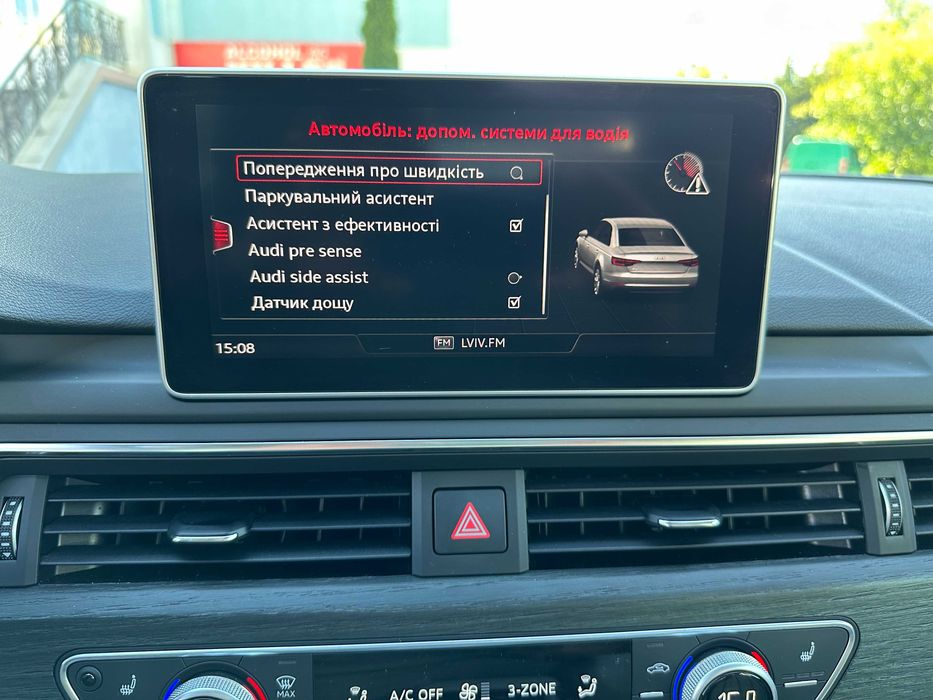 ALCOHOL
Автомобіль: допом. системи для водія
Попередження про швидкість
Паркувальний асистент
Асистент з ефективності
Audi pre sense
Audi side assist
Датчик дощу
15:08
FM LVIV.FM
MAX
A/C OFF
3-ZONE